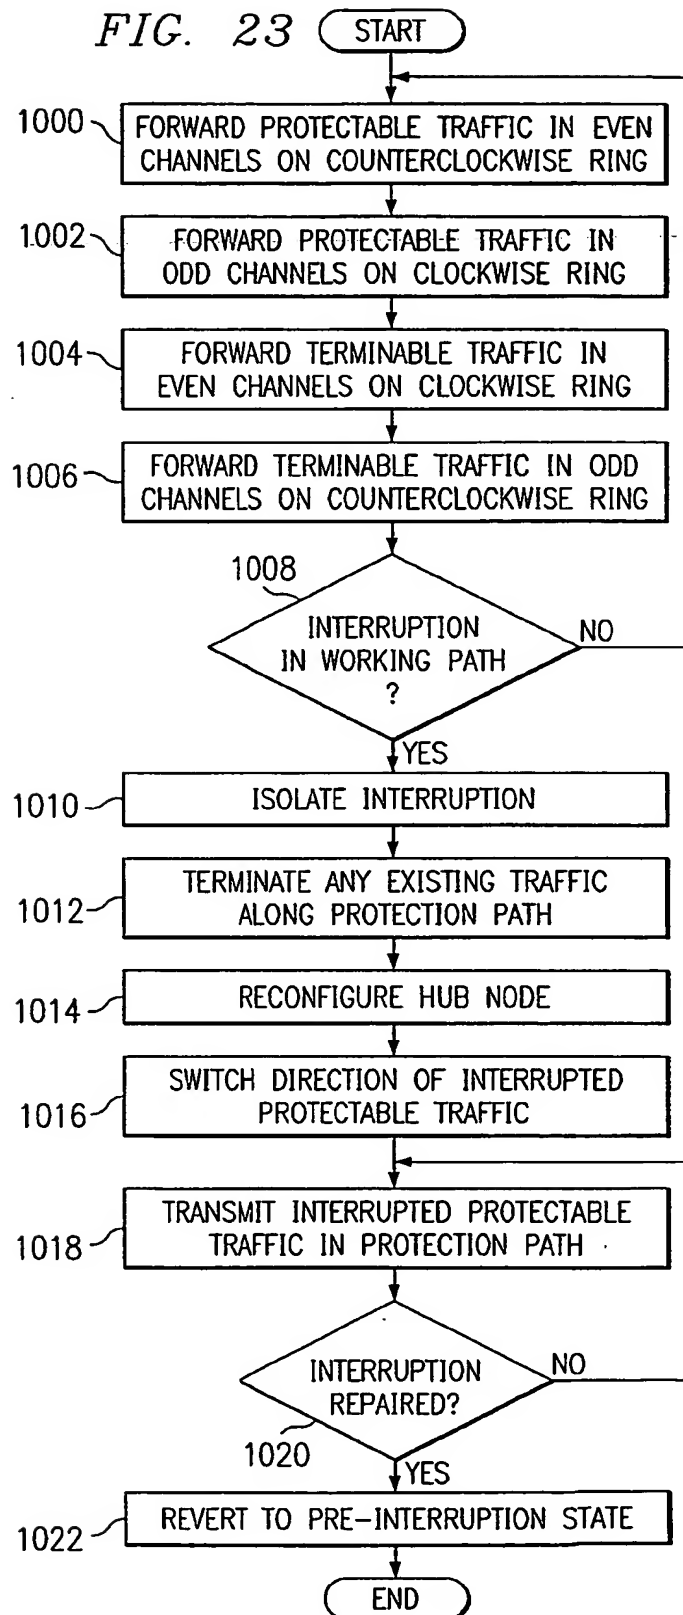 FIG. 23
START
1000
FORWARD PROTECTABLE TRAFFIC IN EVEN
CHANNELS ON COUNTERCLOCKWISE RING
1002
FORWARD PROTECTABLE TRAFFIC IN
ODD CHANNELS ON CLOCKWISE RING
1004
FORWARD TERMINABLE TRAFFIC IN
EVEN CHANNELS ON CLOCKWISE RING
1006
FORWARD TERMINABLE TRAFFIC IN ODD
CHANNELS ON COUNTERCLOCKWISE RING
1008
INTERRUPTION
IN WORKING PATH
?
NO
YES
1010
ISOLATE INTERRUPTION
1012
TERMINATE ANY EXISTING TRAFFIC
ALONG PROTECTION PATH
1014
RECONFIGURE HUB NODE
1016
SWITCH DIRECTION OF INTERRUPTED
PROTECTABLE TRAFFIC
1018
TRANSMIT INTERRUPTED PROTECTABLE
TRAFFIC IN PROTECTION PATH
INTERRUPTION
REPAIRED?
NO
1020
YES
1022
REVERT TO PRE-INTERRUPTION STATE
END